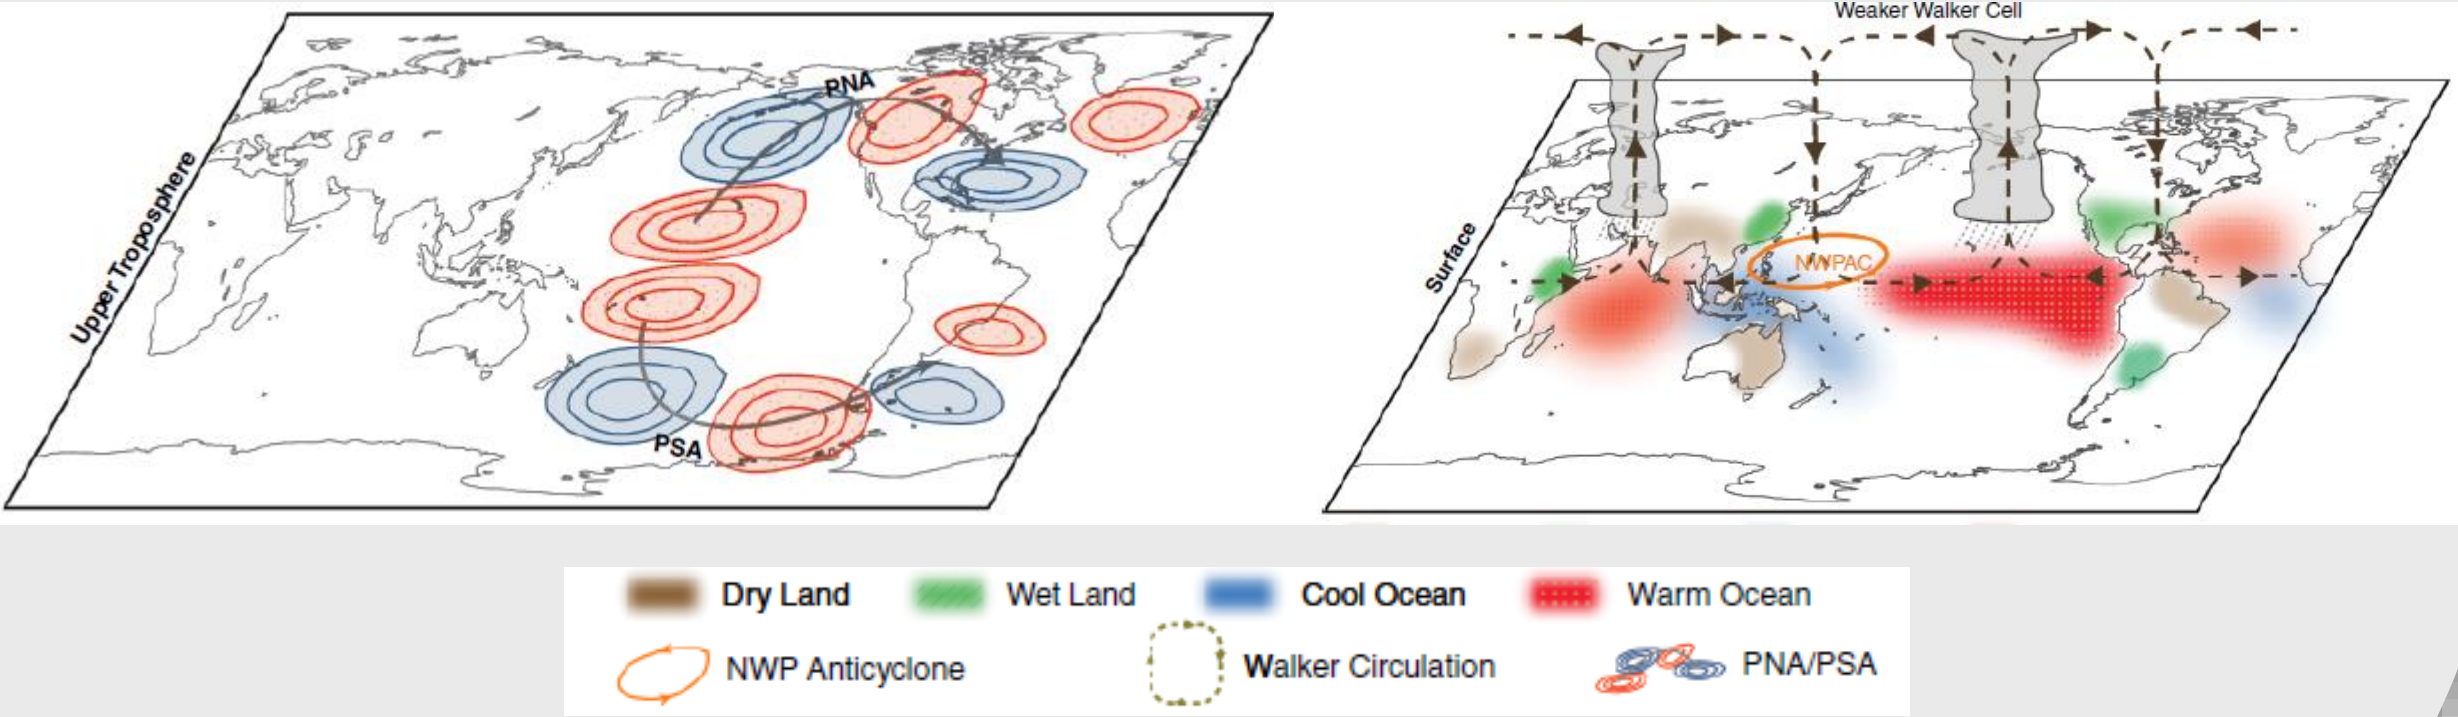 Weaker Walker Cell
PNA
Upper Troposphere
PSA
Surface
NWPAC
Dry Land
Wet Land
Cool Ocean
Warm Ocean
NWP Anticyclone
Walker Circulation
PNA/PSA